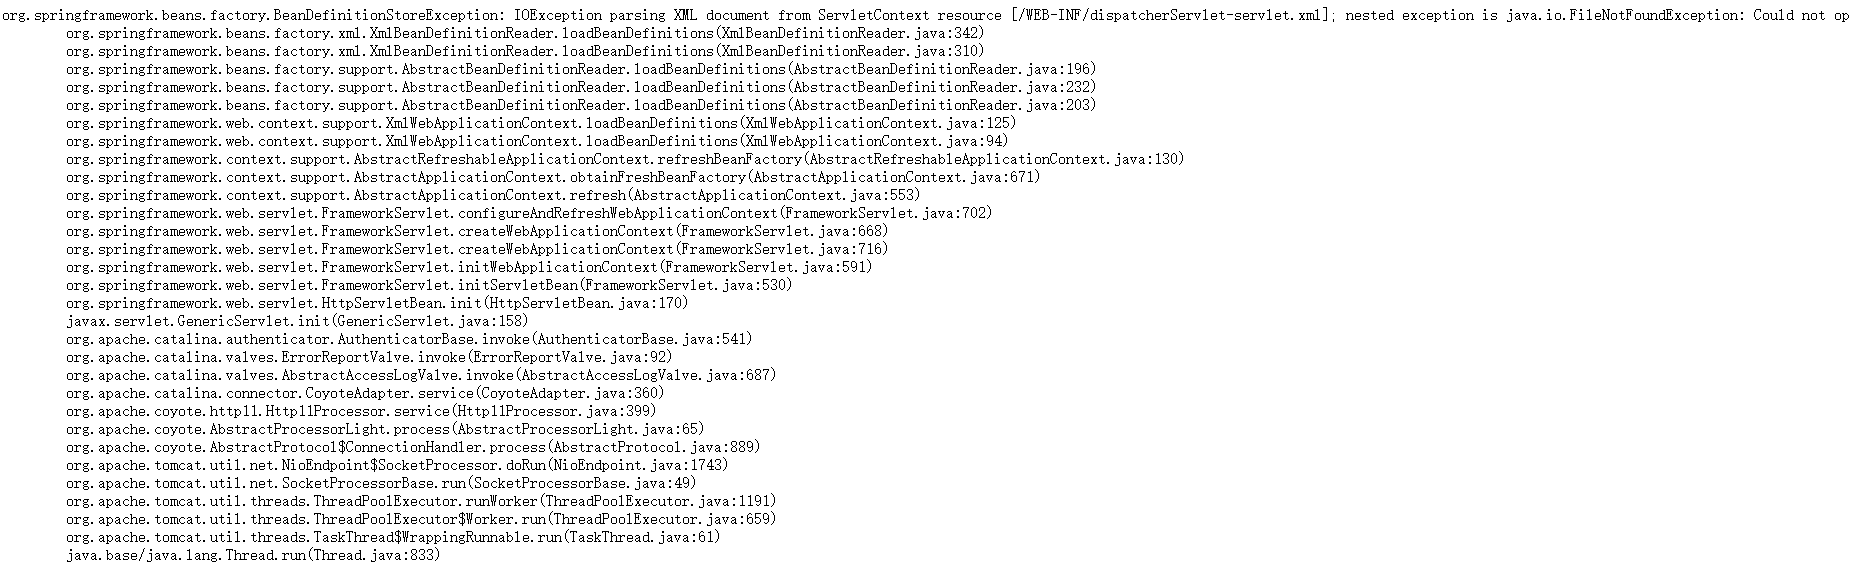 org.springframework.beans.factory.BeanDefinitionStoreException: IOException parsing XML document from ServletContext resource [/WEB-INF/dispatcherServlet-servlet.xml]; nested exception is java.io.FileNotFoundException: Could not op
org.springframework.beans.factory.xml.XmlBeanDefinitionReader.loadBeanDefinitions(XmlBeanDefinitionReader.java:342)
org.springframework.beans.factory.xml.XmlBeanDefinitionReader.loadBeanDefinitions(XmlBeanDefinitionReader.java:310)
org.springframework.beans.factory.support.AbstractBeanDefinitionReader.loadBeanDefinitions(AbstractBeanDefinitionReader.java:196)
org.springframework.beans.factory.support.AbstractBeanDefinitionReader.loadBeanDefinitions(AbstractBeanDefinitionReader.java:232)
org.springframework.beans.factory.support.AbstractBeanDefinitionReader.loadBeanDefinitions(AbstractBeanDefinitionReader.java:203)
org.springframework.web.context.support.XmlWebApplicationContext.loadBeanDefinitions(XmlWebApplicationContext.java:125)
org.springframework.web.context.support.XmlWebApplicationContext.loadBeanDefinitions(XmlWebApplicationContext.java:94)
org.springframework.context.support.AbstractRefreshableApplicationContext.refreshBeanFactory(AbstractRefreshableApplicationContext.java:130)
org.springframework.context.support.AbstractApplicationContext.obtainFreshBeanFactory(AbstractApplicationContext.java:671)
org.springframework.context.support.AbstractApplicationContext.refresh(AbstractApplicationContext.java:553)
org.springframework.web.servlet.FrameworkServlet.configureAndRefreshWebApplicationContext(FrameworkServlet.java:702)
org.springframework.web.servlet.FrameworkServlet.createWebApplicationContext(FrameworkServlet.java:668)
org.springframework.web.servlet.FrameworkServlet.createWebApplicationContext(FrameworkServlet.java:716)
org.springframework.web.servlet.FrameworkServlet.initWebApplicationContext(FrameworkServlet.java:591)
org.springframework.web.servlet.FrameworkServlet.initServletBean(FrameworkServlet.java:530)
org.springframework.web.servlet.HttpServletBean.init(HttpServletBean.java:170)
javax.servlet.GenericServlet.init(GenericServlet.java:158)
org.apache.catalina.authenticator.AuthenticatorBase.invoke(AuthenticatorBase.java:541)
org.apache.catalina.valves.ErrorReportValve.invoke(ErrorReportValve.java:92)
org.apache.catalina.valves.AbstractAccessLogValve.invoke(AbstractAccessLogValve.java:687)
org.apache.catalina.connector.CoyoteAdapter.service(CoyoteAdapter.java:360)
org.apache.coyote.http11.Http11Processor.service(Http11Processor.java:399)
org.apache.coyote.AbstractProcessorLight.process(AbstractProcessorLight.java:65)
org.apache.coyote.AbstractProtocol$ConnectionHandler.process(AbstractProtocol.java:889)
org.apache.tomcat.util.net.NioEndpoint$SocketProcessor.doRun(NioEndpoint.java:1743)
org.apache.tomcat.util.net.SocketProcessorBase.run(SocketProcessorBase.java:49)
org.apache.tomcat.util.threads.ThreadPoolExecutor.runWorker(ThreadPoolExecutor.java:1191)
org.apache.tomcat.util.threads.ThreadPoolExecutor$Worker.run(ThreadPoolExecutor.java:659)
org.apache.tomcat.util.threads.TaskThread$WrappingRunnable.run(TaskThread.java:61)
java.base/java.lang.Thread.run(Thread.java:833)